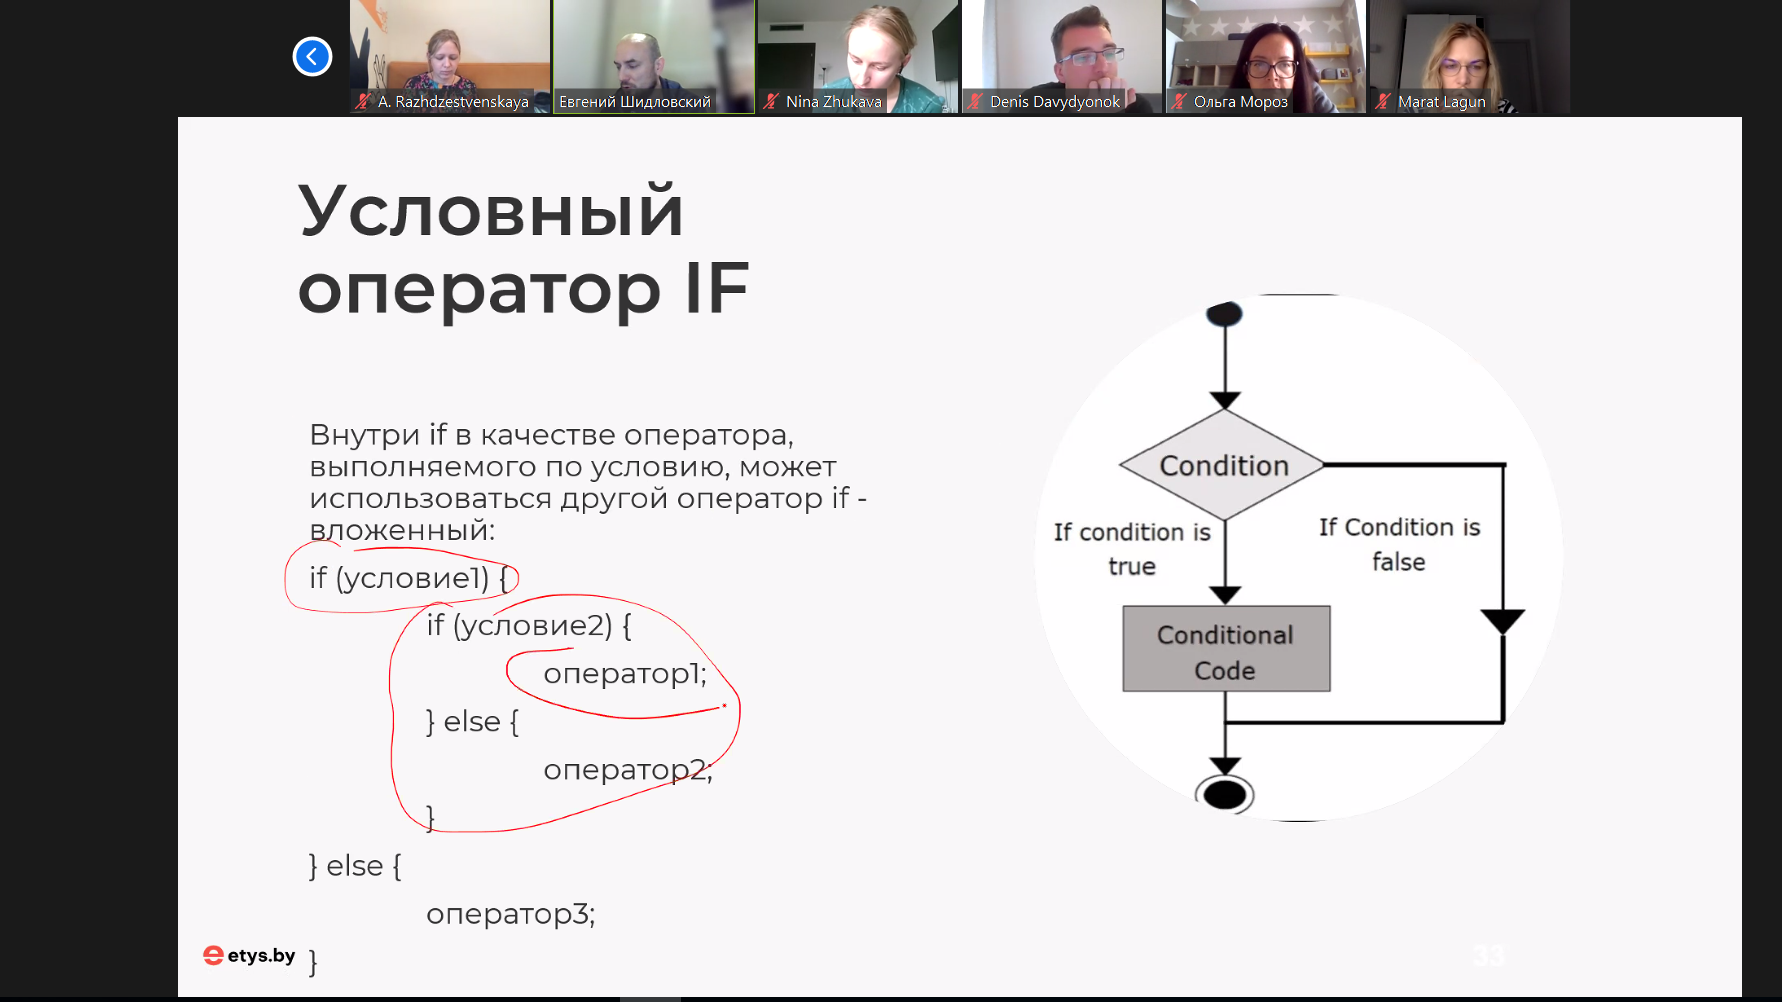 A. Razhdzestvenskaya
Евгений Шидловский
Nina Zhukava
Denis Davydyonok
Ольга Мороз
Marat Lagun
Условный
оператор IF
Внутри if в качестве оператора,
выполняемого по условию, может
использоваться другой оператор if -
вложенный:
if (условие1) {
if (условие2) {
оператор1;
} else {
оператор2;
}
} else {
оператор3;
}
Condition
If condition is
true
If Condition is
false
Conditional
Code
etys.by
33